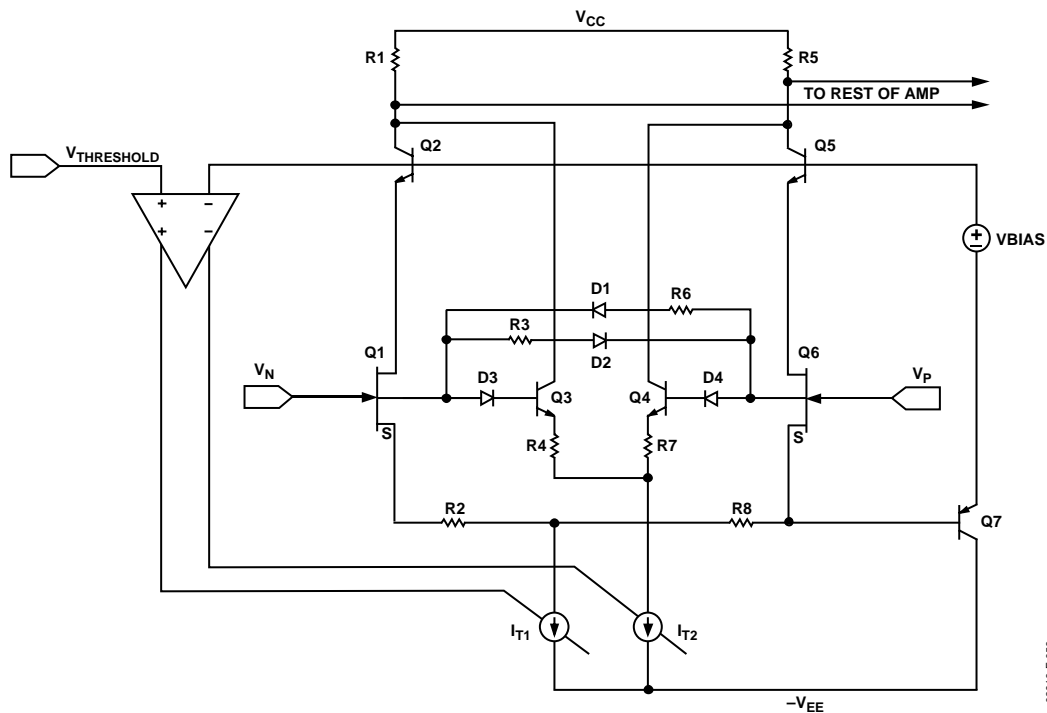 VCC
R1
R5
TO REST OF AMP
VTHRESHOLD
Q2
Q5
+ –
+ –
+
–
VBIAS
D1
R6
R3
D2
Q1
Q6
VN
D3
Q3
Q4
D4
VP
S
R4
R7
S
R2
R8
Q7
IT1
IT2
–VEE